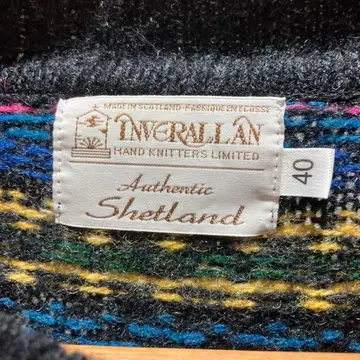 MADE IN SCOTLAND-FABRIQUE EN ECOSSE
INVERALLAN
HAND KNITTERS LIMITED
Authentic
Shetland
40